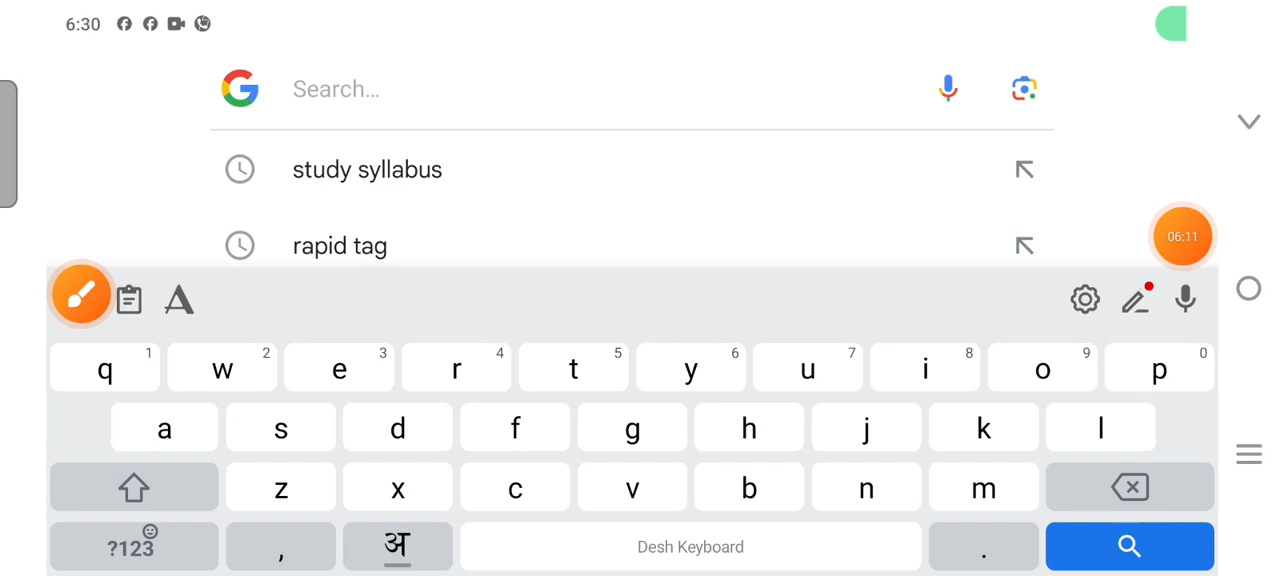 6:30
Search...
study syllabus
rapid tag
06:11
q 1 w 2 e 3 r 4 t 5 y 6 u 7 i 8 o 9 p 0
a s d f g h j k l
z x c v b n m
?123 , अ Desh Keyboard .